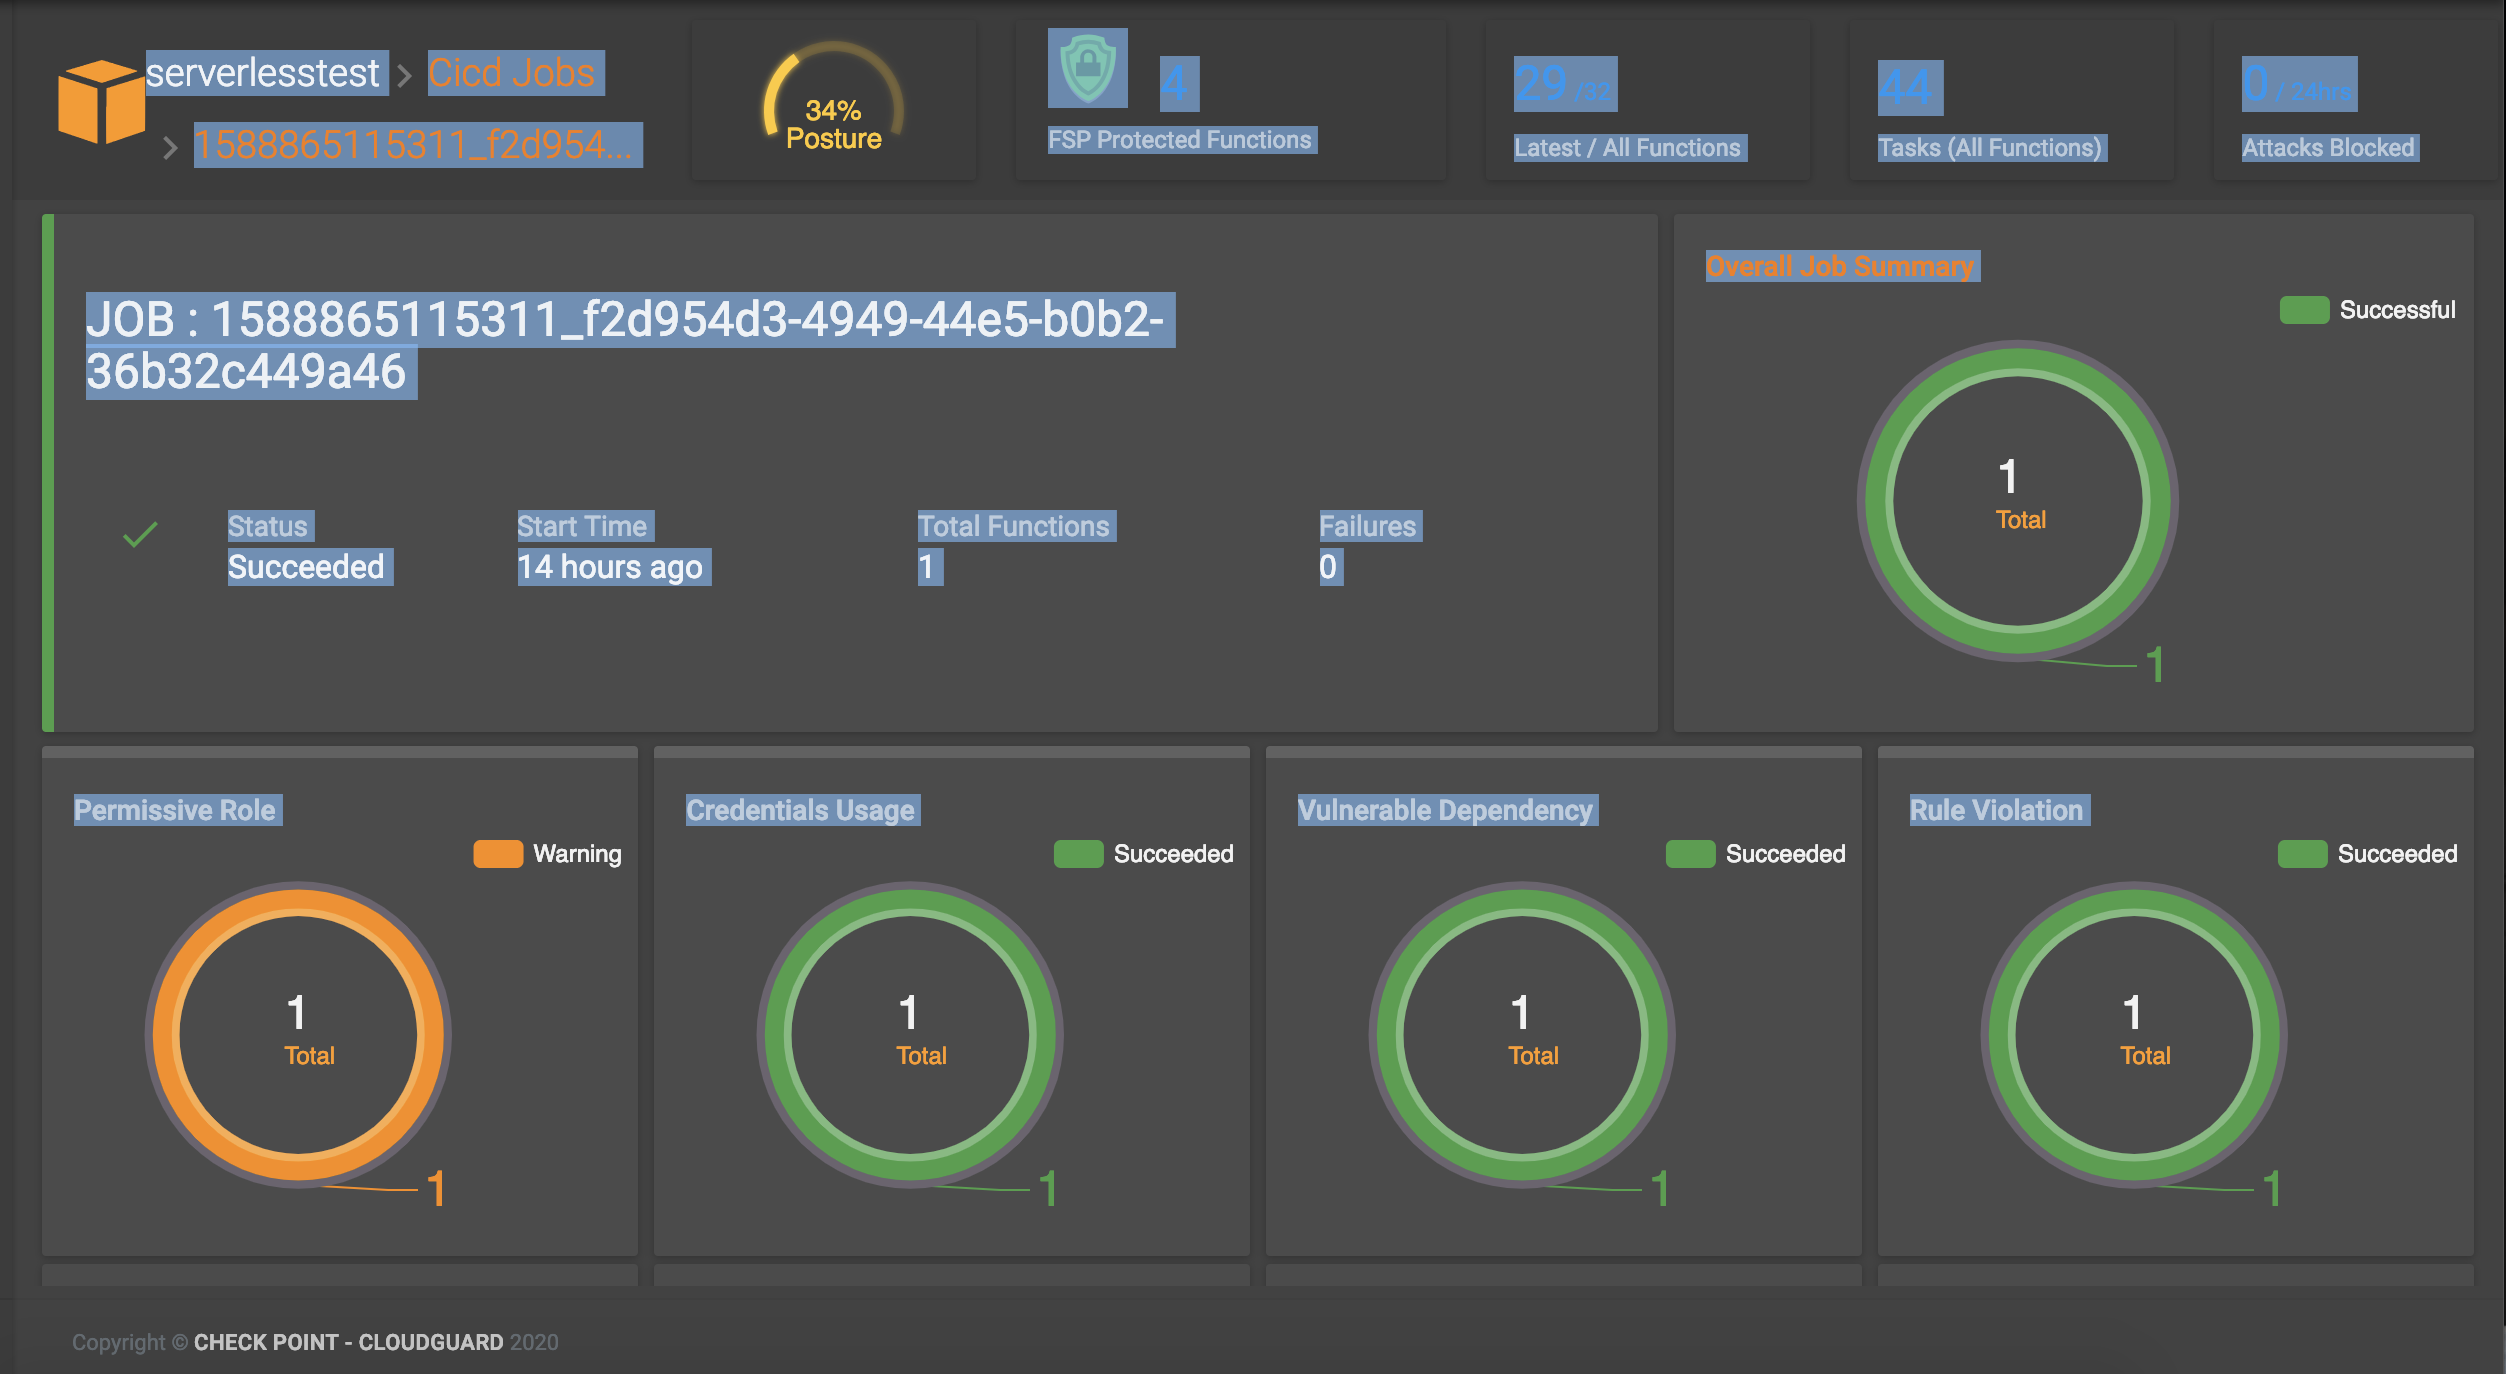 serverlesstest > Cicd Jobs
> 1588865115311_f2d954...
34%
Posture
4
FSP Protected Functions
29 /32
Latest / All Functions
44
Tasks (All Functions)
0 / 24hrs
Attacks Blocked
JOB : 1588865115311_f2d954d3-4949-44e5-b0b2-
36b32c449a46
Status
Succeeded
Start Time
14 hours ago
Total Functions
1
Failures
0
Overall Job Summary
Successful
1
Total
1
Permissive Role
Warning
1
Total
1
Credentials Usage
Succeeded
1
Total
1
Vulnerable Dependency
Succeeded
1
Total
1
Rule Violation
Succeeded
1
Total
1
Copyright © CHECK POINT - CLOUDGUARD 2020